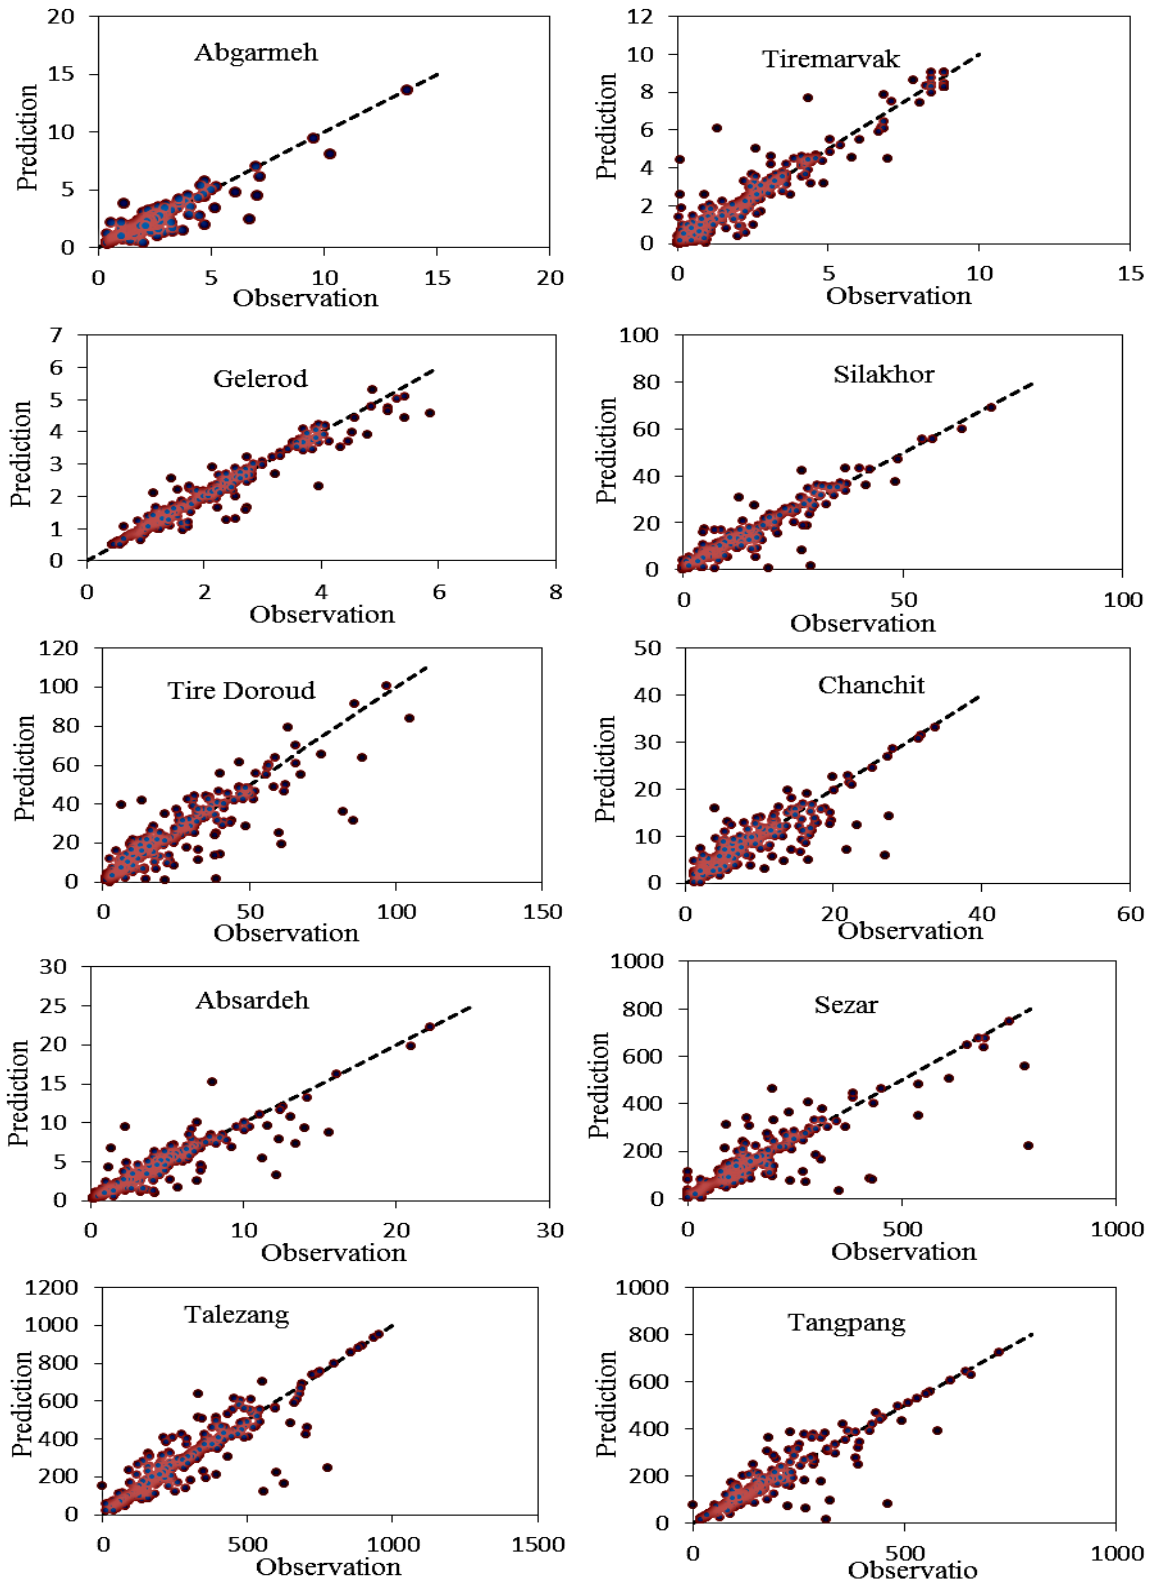 20
15
10
5
0
Prediction
Abgarmeh
0 5 10 15 20
Observation
12
10
8
6
4
2
0
Prediction
Tiremarvak
0 5 10 15
Observation
7
6
5
4
3
2
1
0
Prediction
Gelerod
0 2 4 6 8
Observation
100
80
60
40
20
0
Prediction
Silakhor
0 50 100
Observation
120
100
80
60
40
20
0
Prediction
Tire Doroud
0 50 100 150
Observation
50
40
30
20
10
0
Prediction
Chanchit
0 20 40 60
Observation
30
25
20
15
10
5
0
Prediction
Absardeh
0 10 20 30
Observation
1000
800
600
400
200
0
Prediction
Sezar
0 500 1000
Observation
1200
1000
800
600
400
200
0
Prediction
Talezang
0 500 1000 1500
Observation
1000
800
600
400
200
0
Prediction
Tangpang
0 500 1000
Observatio